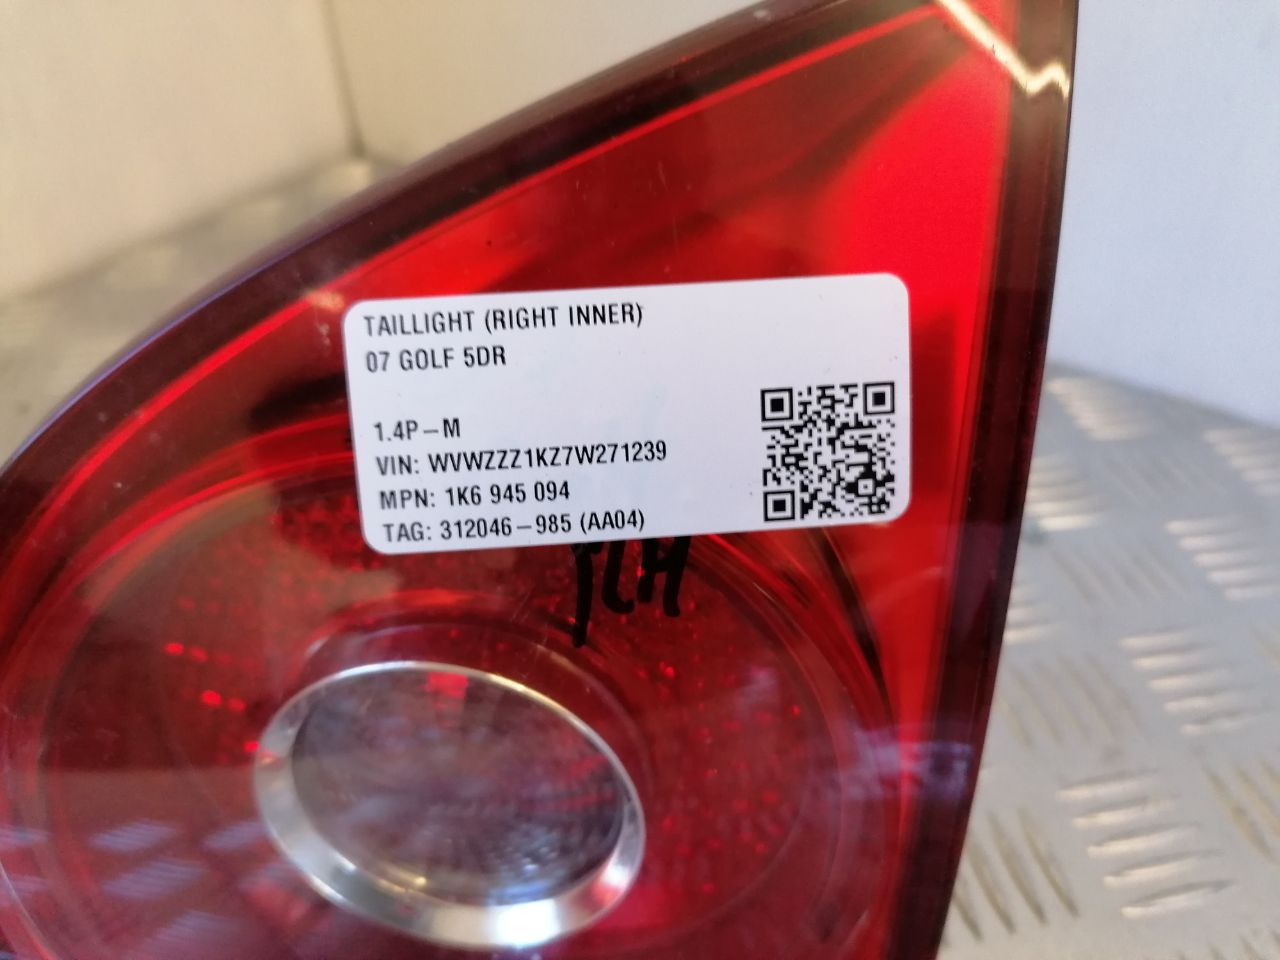 TAILLIGHT (RIGHT INNER)
07 GOLF 5DR
1.4P-M
VIN: WVWZZZ1KZ7W271239
MPN: 1K6 945 094
TAG: 312046-985 (AA04)